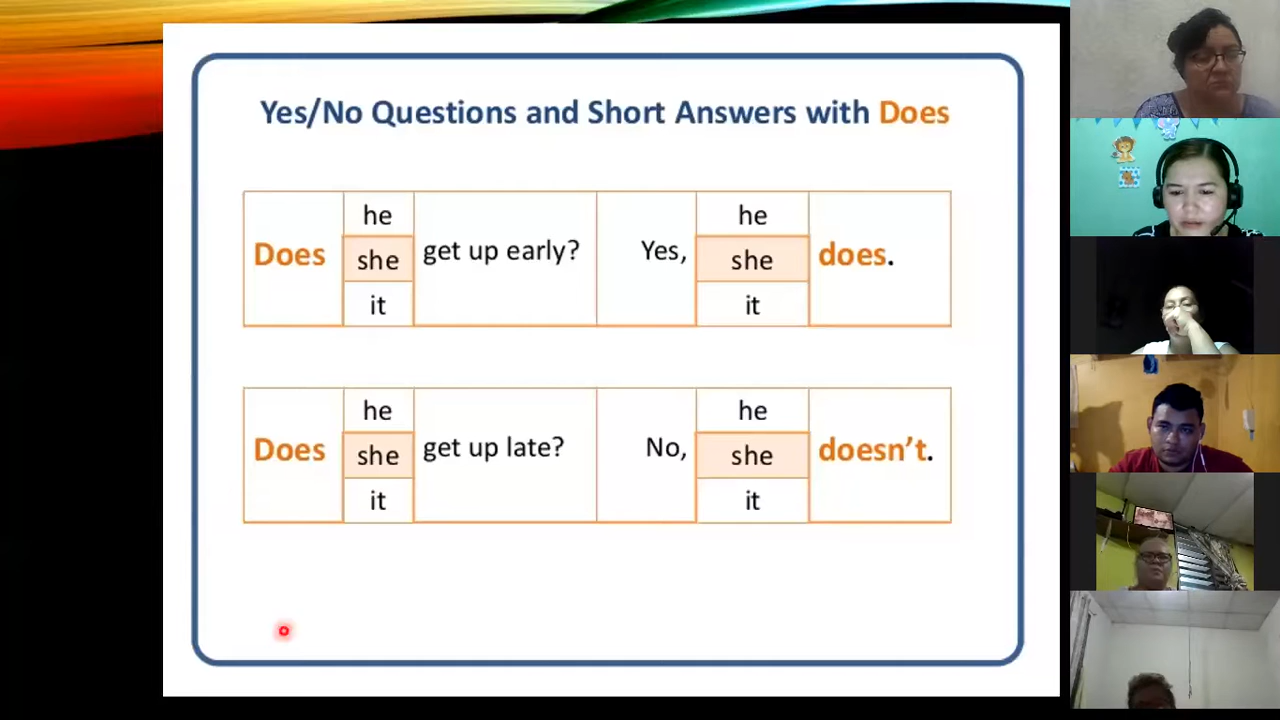 Yes/No Questions and Short Answers with Does
he he
Does she get up early? Yes, she does.
it it
he he
Does she get up late? No, she doesn't.
it it